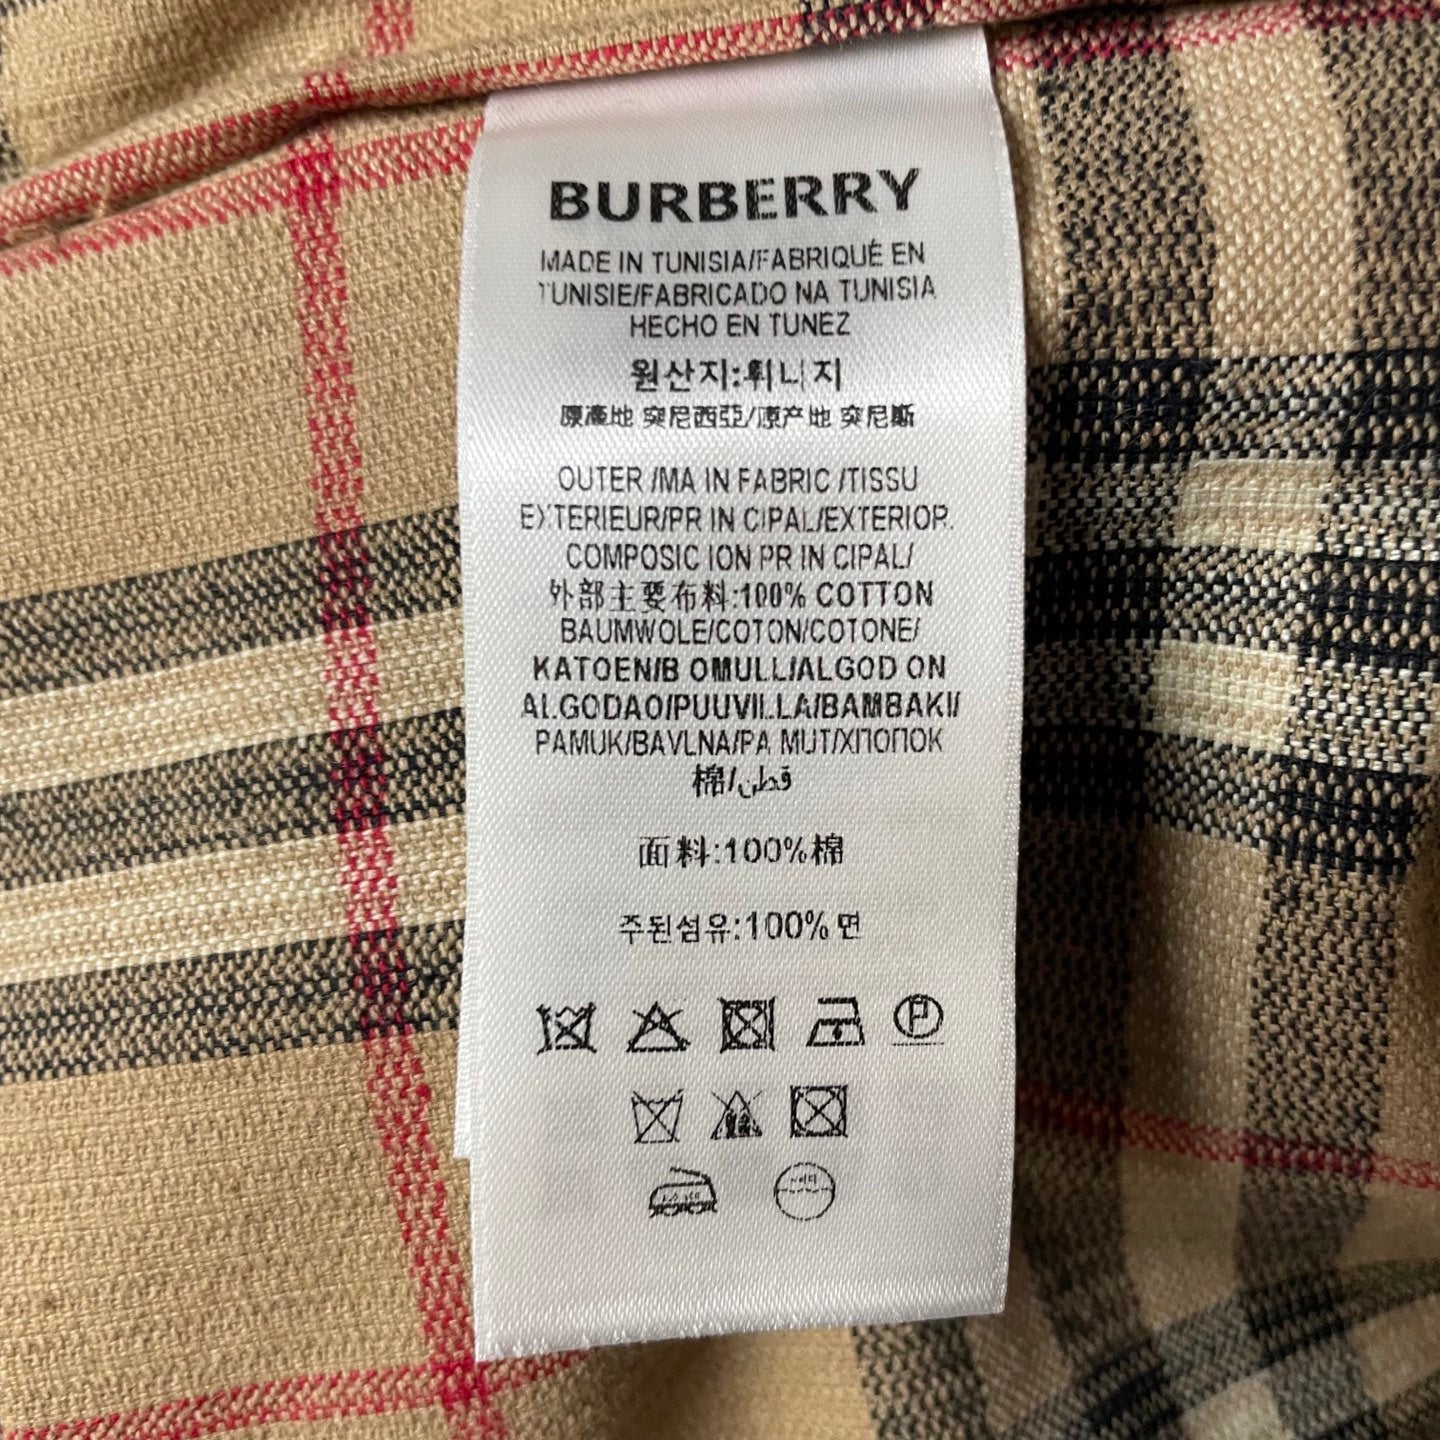 BURBERRY
MADE IN TUNISIA/FABRIQUÉ EN
TUNISIE/FABRICADO NA TUNISIA
HECHO EN TUNEZ
원산지:튀니지
原產地 突尼西亞/原产地 突尼斯
OUTER /MA IN FABRIC /TISSU
EXTERIEUR/PR IN CIPAL/EXTERIOR.
COMPOSIC ION PR IN CIPAL/
外部主要布料:100% COTTON
BAUMWOLE/COTON/COTONE/
KATOEN/B OMULL/ALGOD ON
ALGODAO/PUUVILLA/BAMBAKI/
PAMUK/BAVLNA/PA MUT/ХПОПОК
棉/قطن
面料:100%棉
주된섬유:100% 면
P